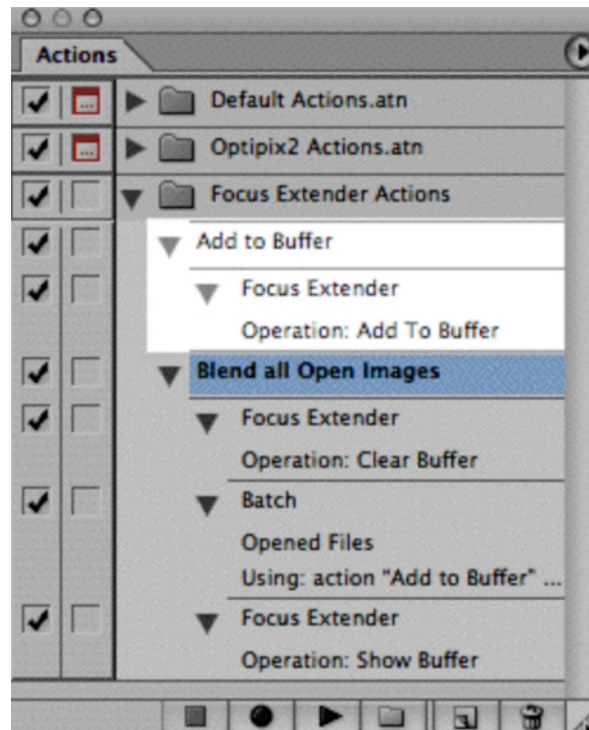 Actions
Default Actions.atn
Optipix2 Actions.atn
Focus Extender Actions
Add to Buffer
Focus Extender
Operation: Add To Buffer
Blend all Open Images
Focus Extender
Operation: Clear Buffer
Batch
Opened Files
Using: action "Add to Buffer" ...
Focus Extender
Operation: Show Buffer